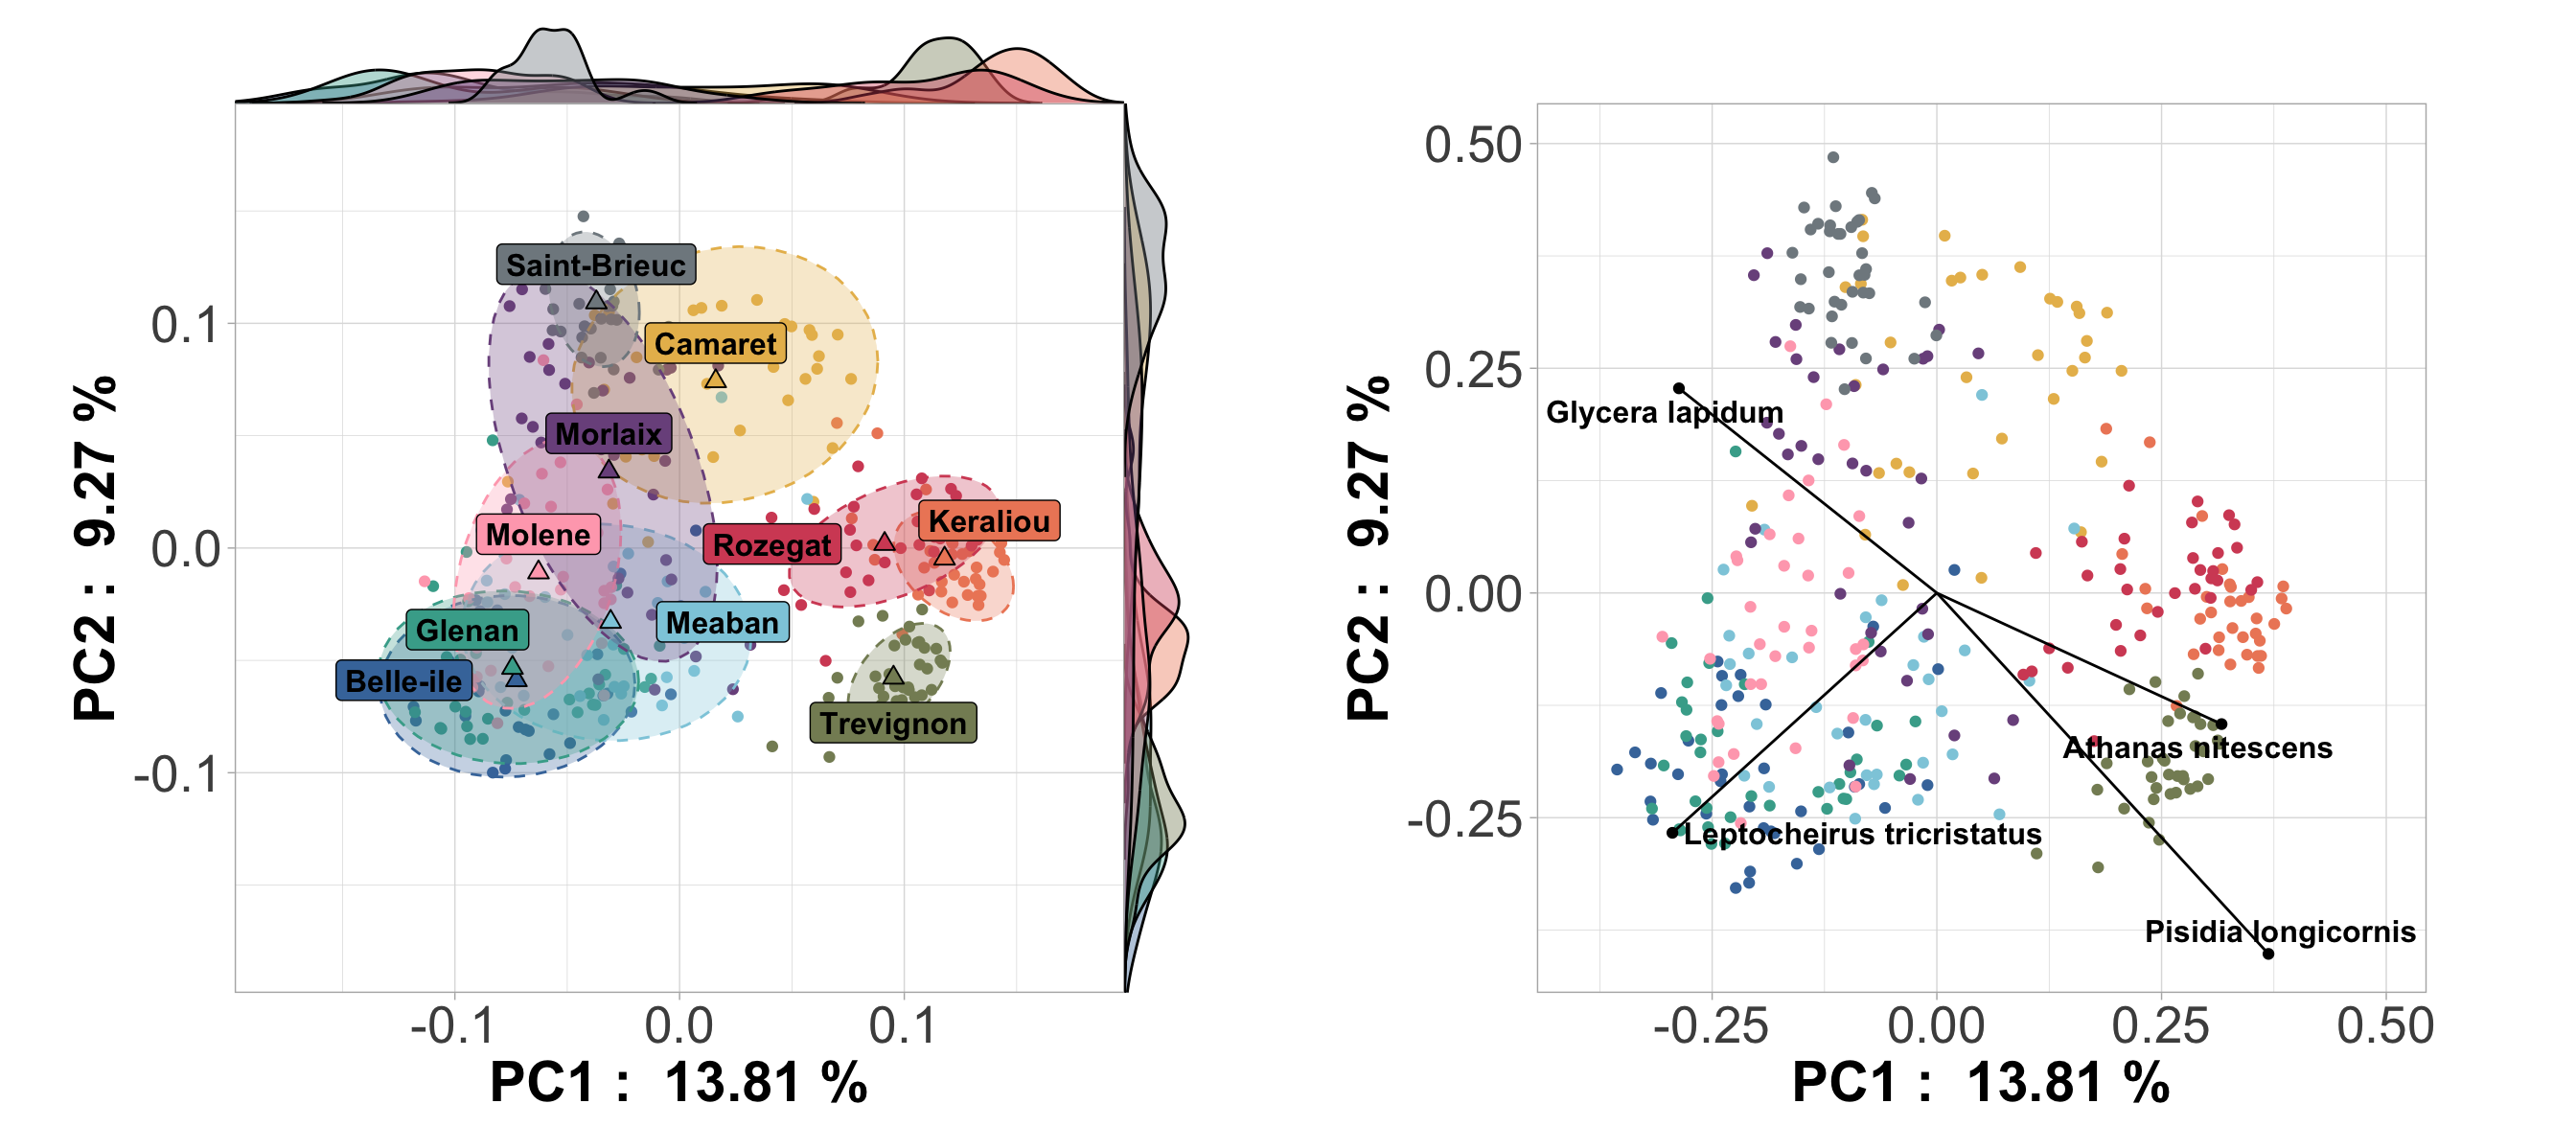 Saint-Brieuc
Camaret
Morlaix
Molene
Rozegat
Keraliou
Glenan
Meaban
Belle-ile
Trevignon
0.1
0.0
-0.1
-0.1
0.0
0.1
PC1 : 13.81 %
PC2 : 9.27 %
0.50
0.25
0.00
-0.25
Glycera lapidum
Athanas nitescens
Leptocheirus tricristatus
Pisidia longicornis
-0.25
0.00
0.25
0.50
PC1 : 13.81 %
PC2 : 9.27 %